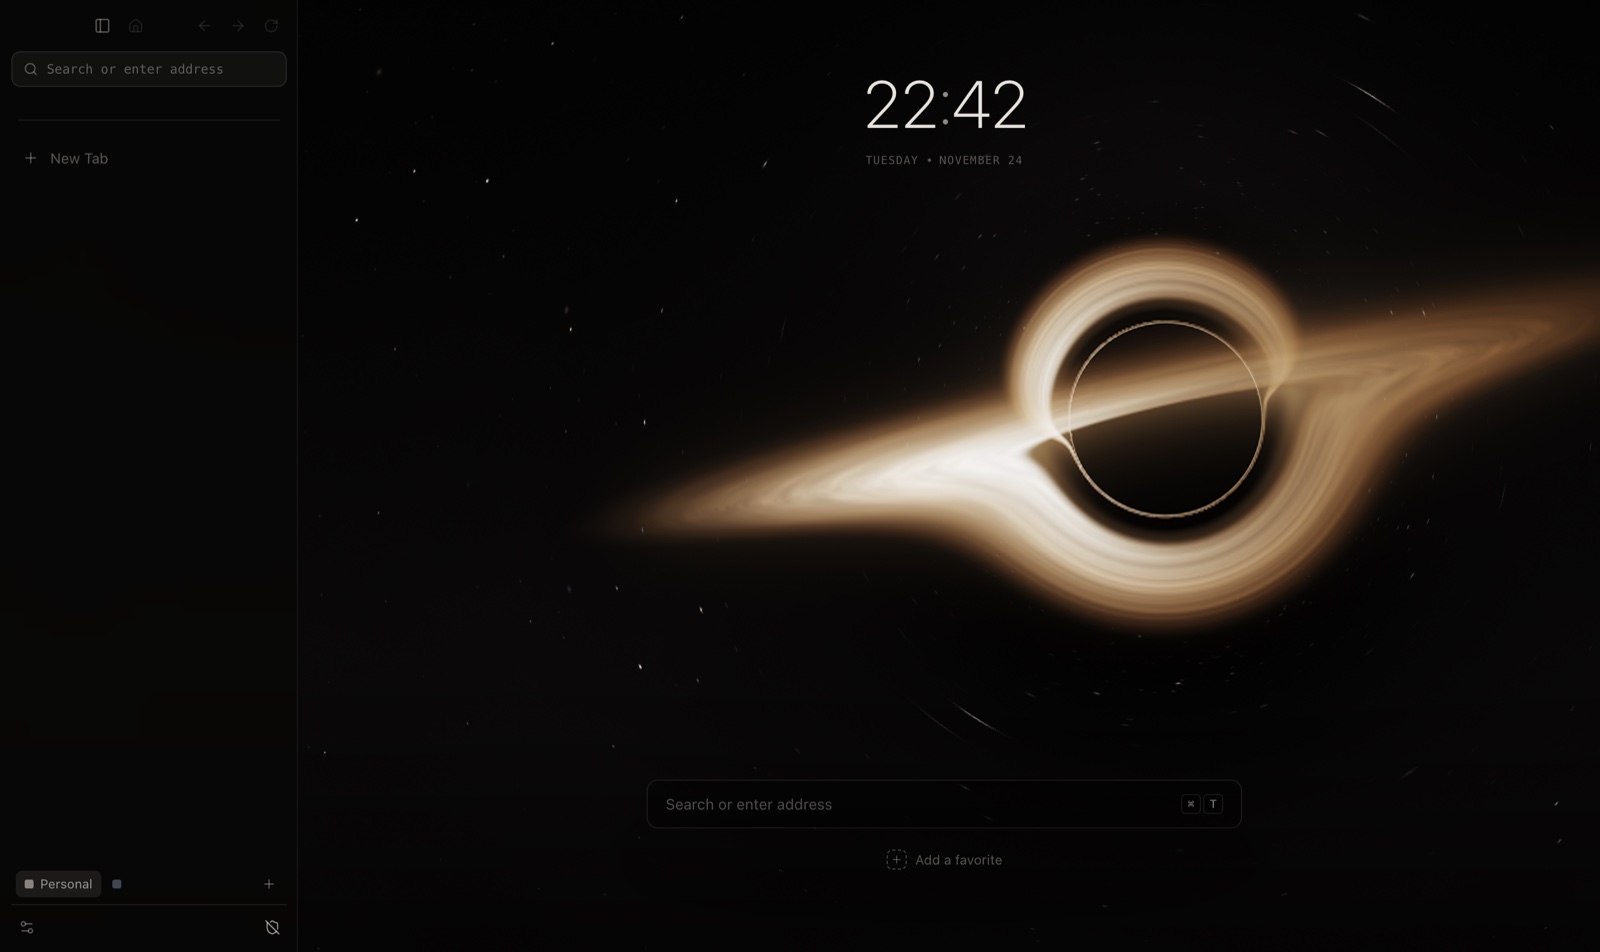 Search or enter address
New Tab
Personal
22:42
TUESDAY • NOVEMBER 24
Search or enter address
⌘ T
Add a favorite